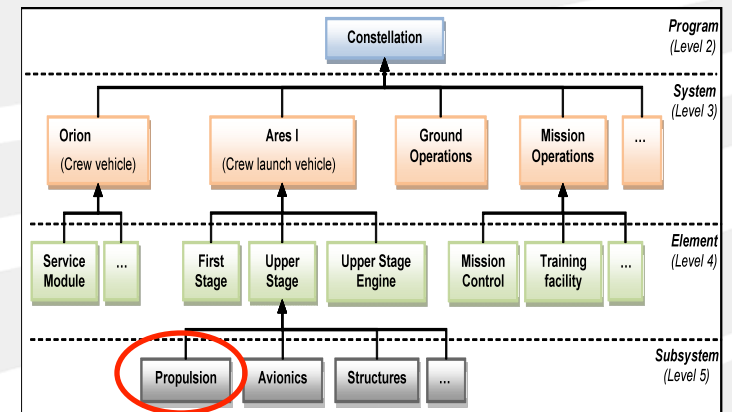 Constellation
Program
(Level 2)
System
(Level 3)
Orion
(Crew vehicle)
Ares I
(Crew launch vehicle)
Ground
Operations
Mission
Operations
...
Element
(Level 4)
Service
Module
...
First
Stage
Upper
Stage
Upper Stage
Engine
Mission
Control
Training
facility
...
Subsystem
(Level 5)
Propulsion
Avionics
Structures
...